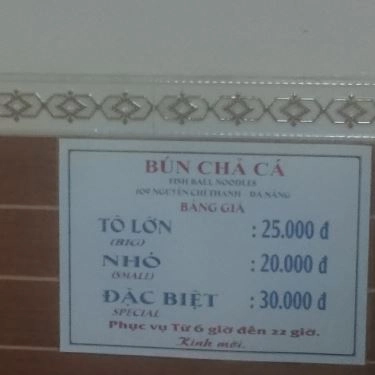 BÚN CHẢ CÁ
FISH BALL NOODLES
109 NGUYỄN CHÍ THANH - ĐÀ NẴNG
BẢNG GIÁ
TÔ LỚN : 25.000 đ
(BIG)
NHỎ : 20.000 đ
(SMALL)
ĐẶC BIỆT : 30.000 đ
SPECIAL
Phục vụ Từ 6 giờ đến 22 giờ.
Kính mời.